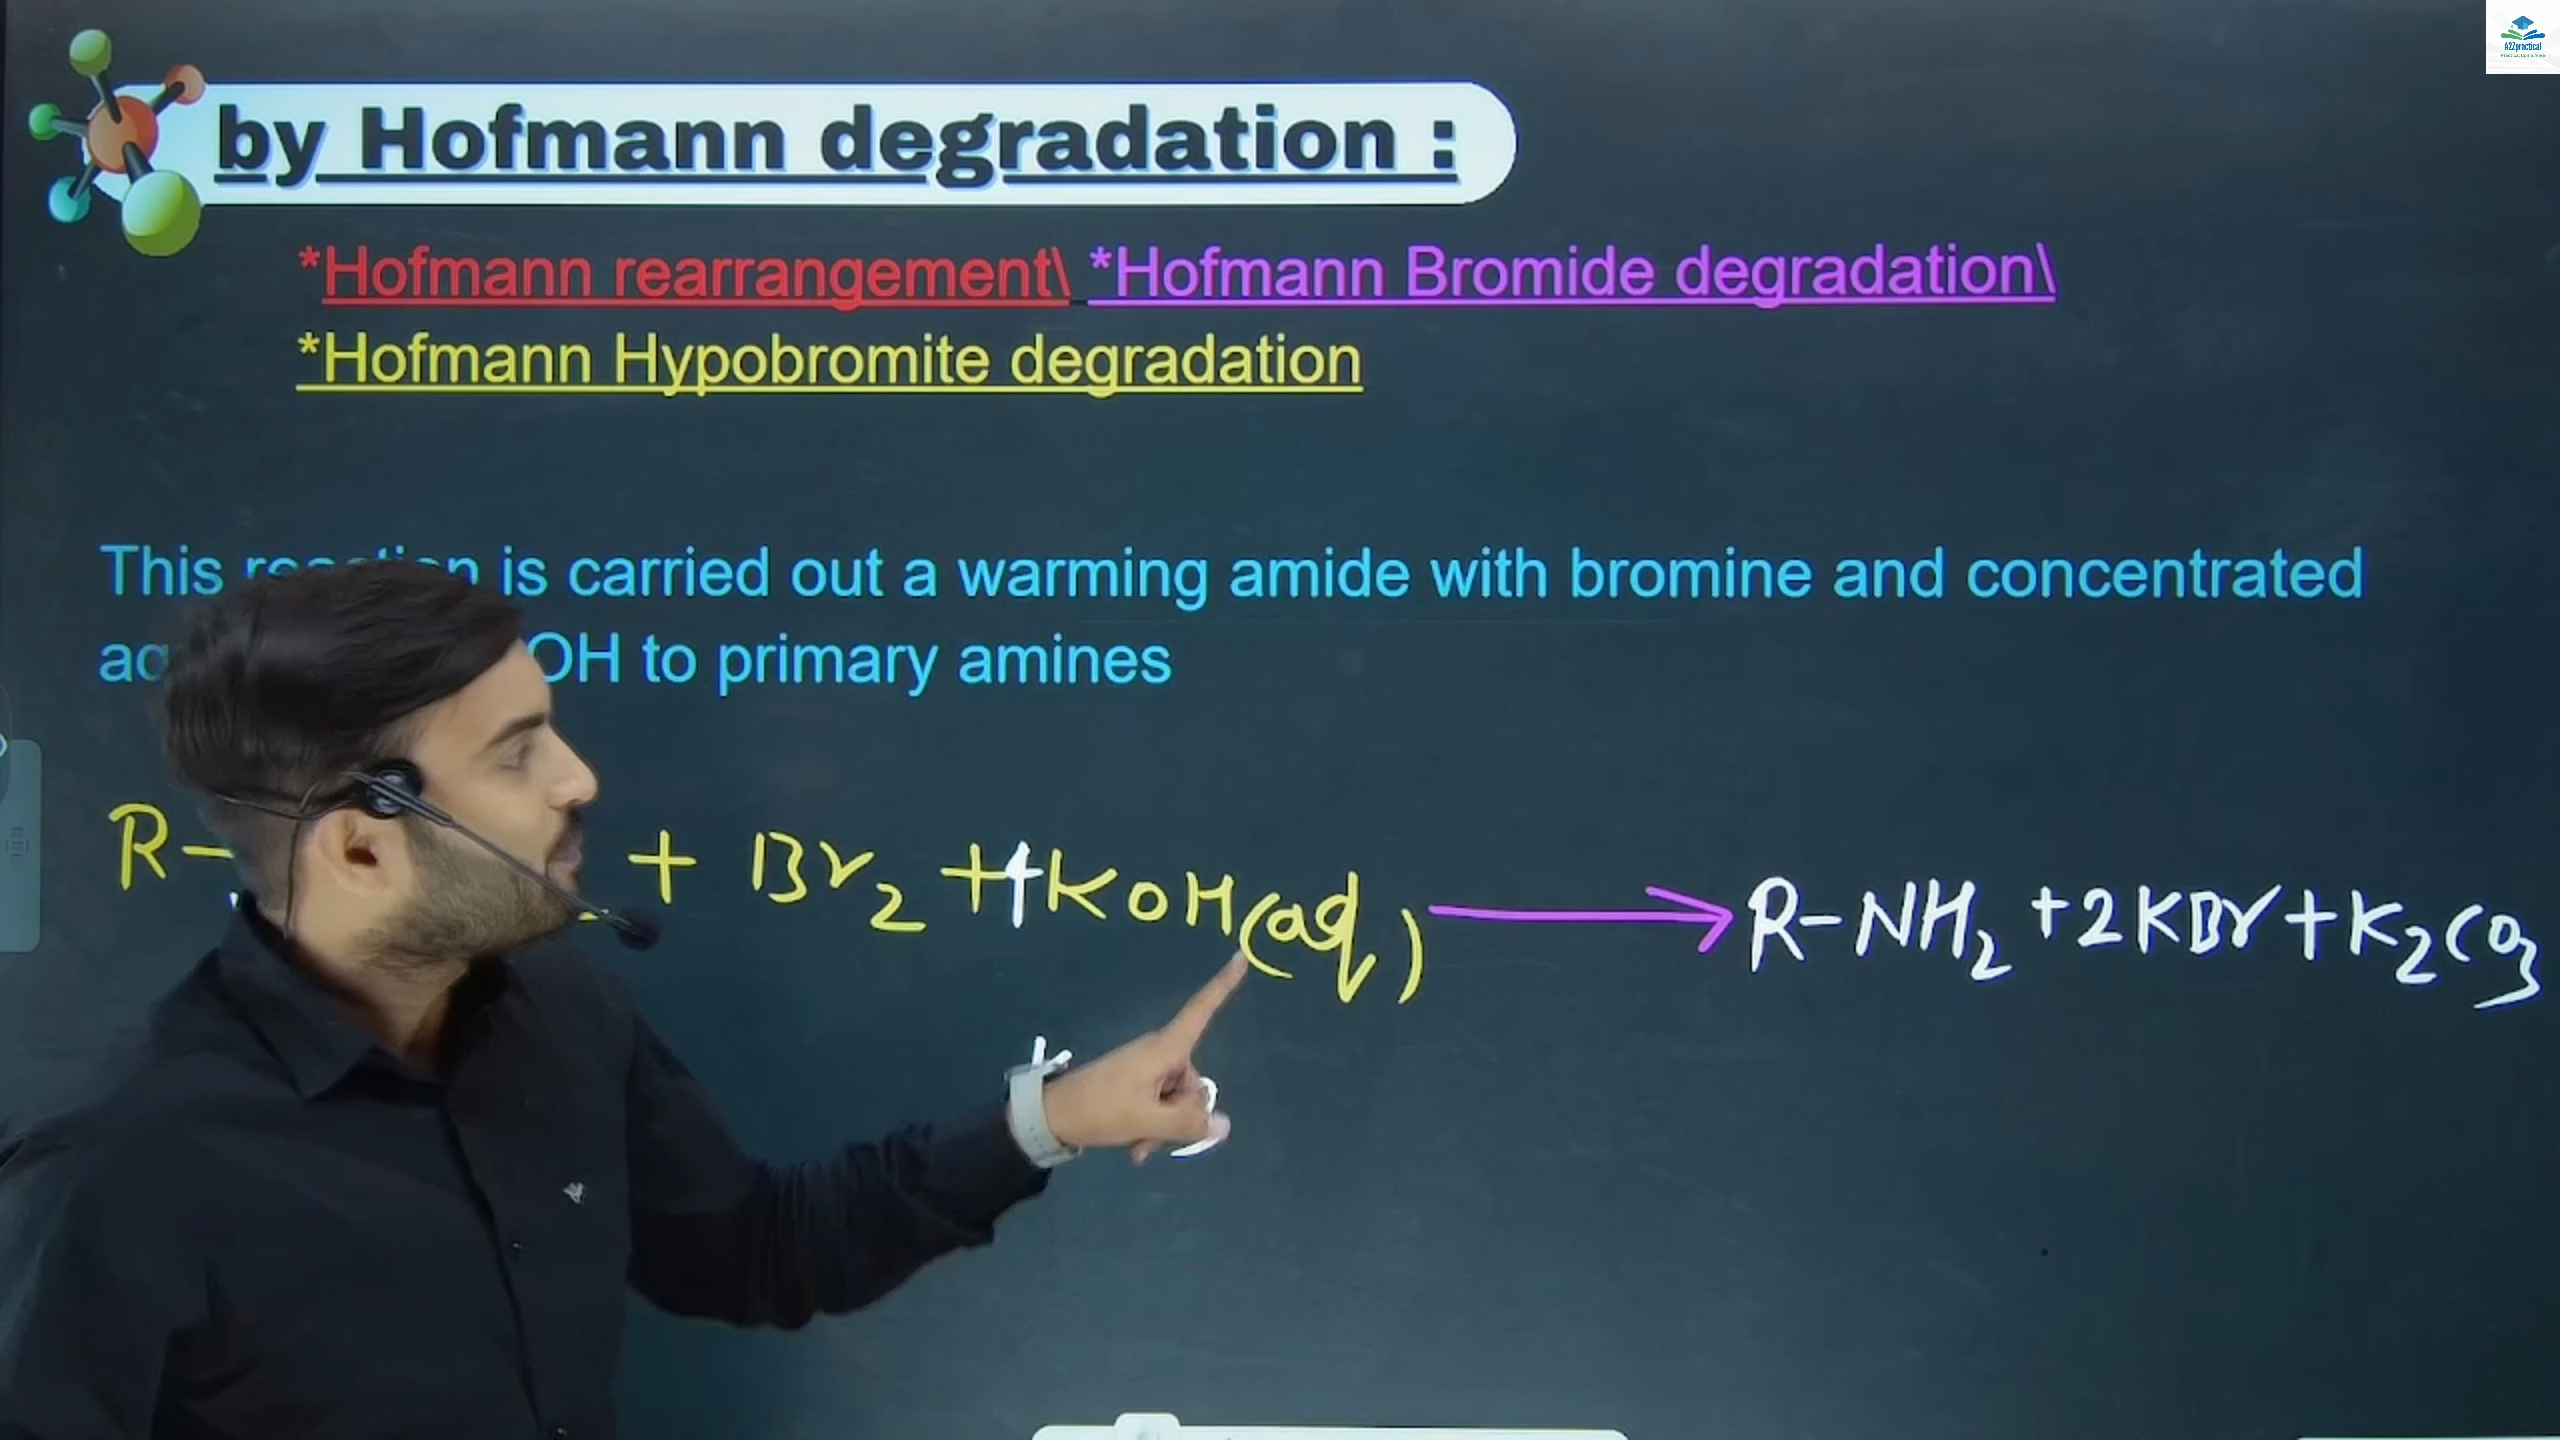 A2Zpractical
by Hofmann degradation :
*Hofmann rearrangement\ *Hofmann Bromide degradation\
*Hofmann Hypobromite degradation
This is carried out a warming amide with bromine and concentrated
OH to primary amines
R- + Br2 + 4KOH(aq) → R-NH2 +2KBr+K2CO3
K